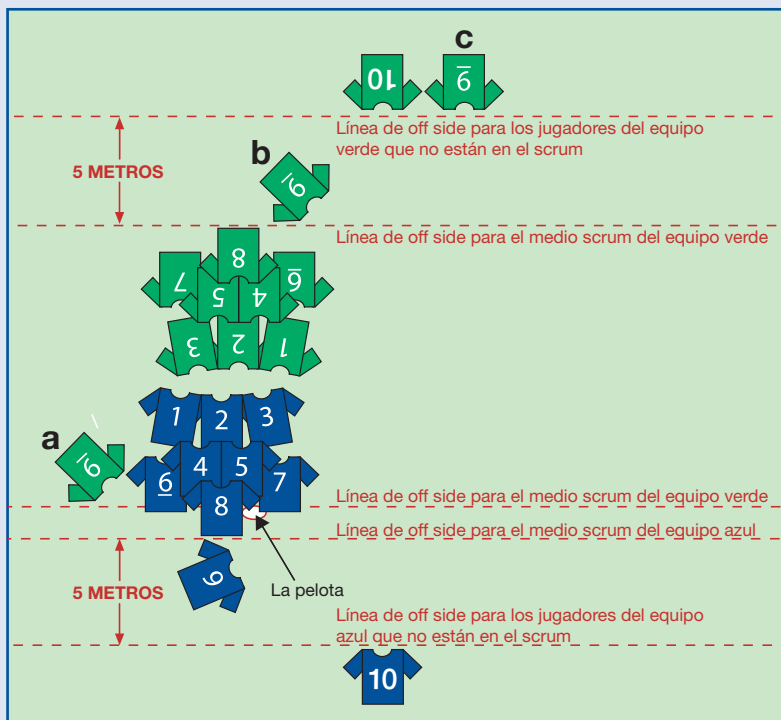 c
10 9
Línea de off side para los jugadores del equipo
verde que no están en el scrum
5 METROS
b
9
Línea de off side para el medio scrum del equipo verde
8
7 6
5 4
3 2 1
1 2 3
a
9
4 5
6 7
8
Línea de off side para el medio scrum del equipo verde
Línea de off side para el medio scrum del equipo azul
9
5 METROS
La pelota
Línea de off side para los jugadores del equipo
azul que no están en el scrum
10